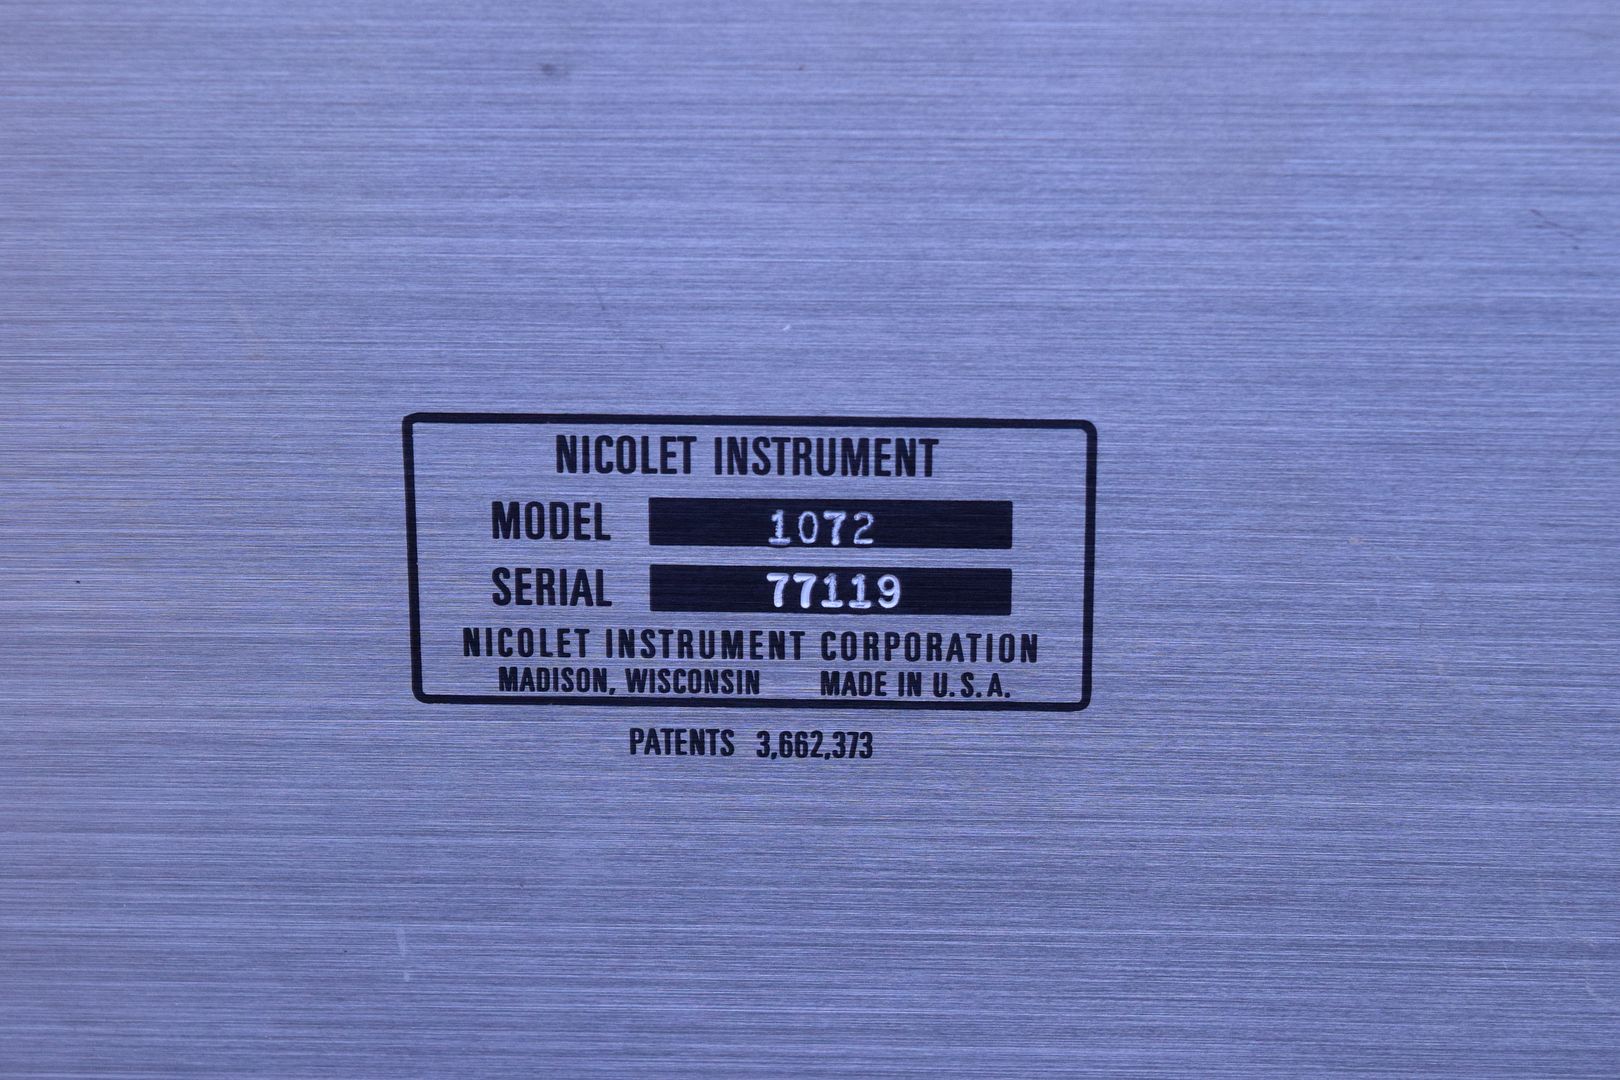 NICOLET INSTRUMENT
MODEL 1072
SERIAL 77119
NICOLET INSTRUMENT CORPORATION
MADISON, WISCONSIN MADE IN U.S.A.
PATENTS 3,662,373